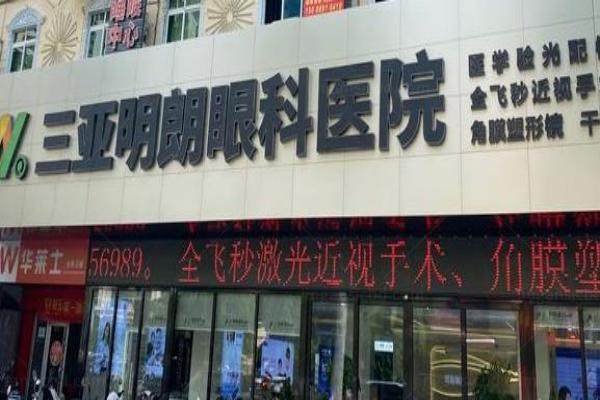 三亚明朗眼科医院
医学验光配
全飞秒近视手
角膜塑形镜 干
华莱士
56989。 全飞秒激光近视手术、角膜塑